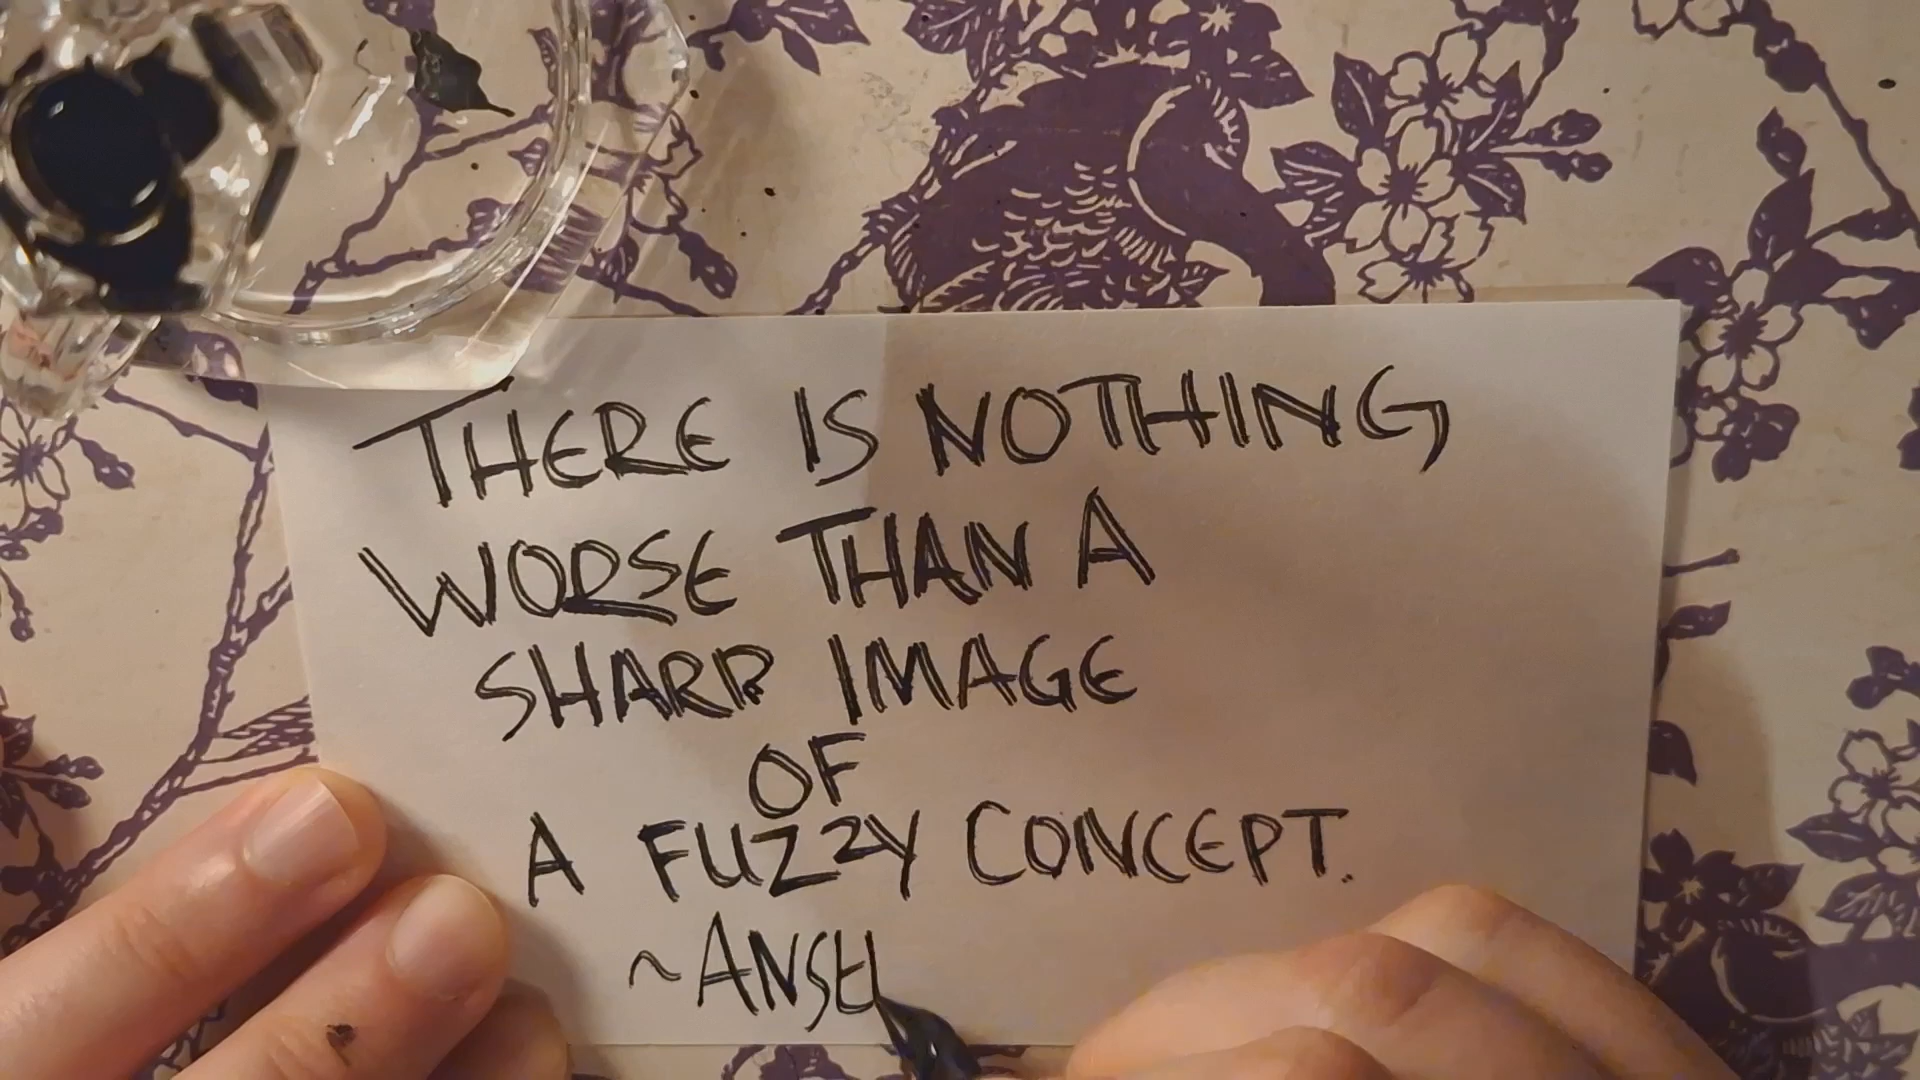 THERE IS NOTHING
WORSE THAN A
SHARP IMAGE
OF
A FUZZY CONCEPT.
~ANSEL